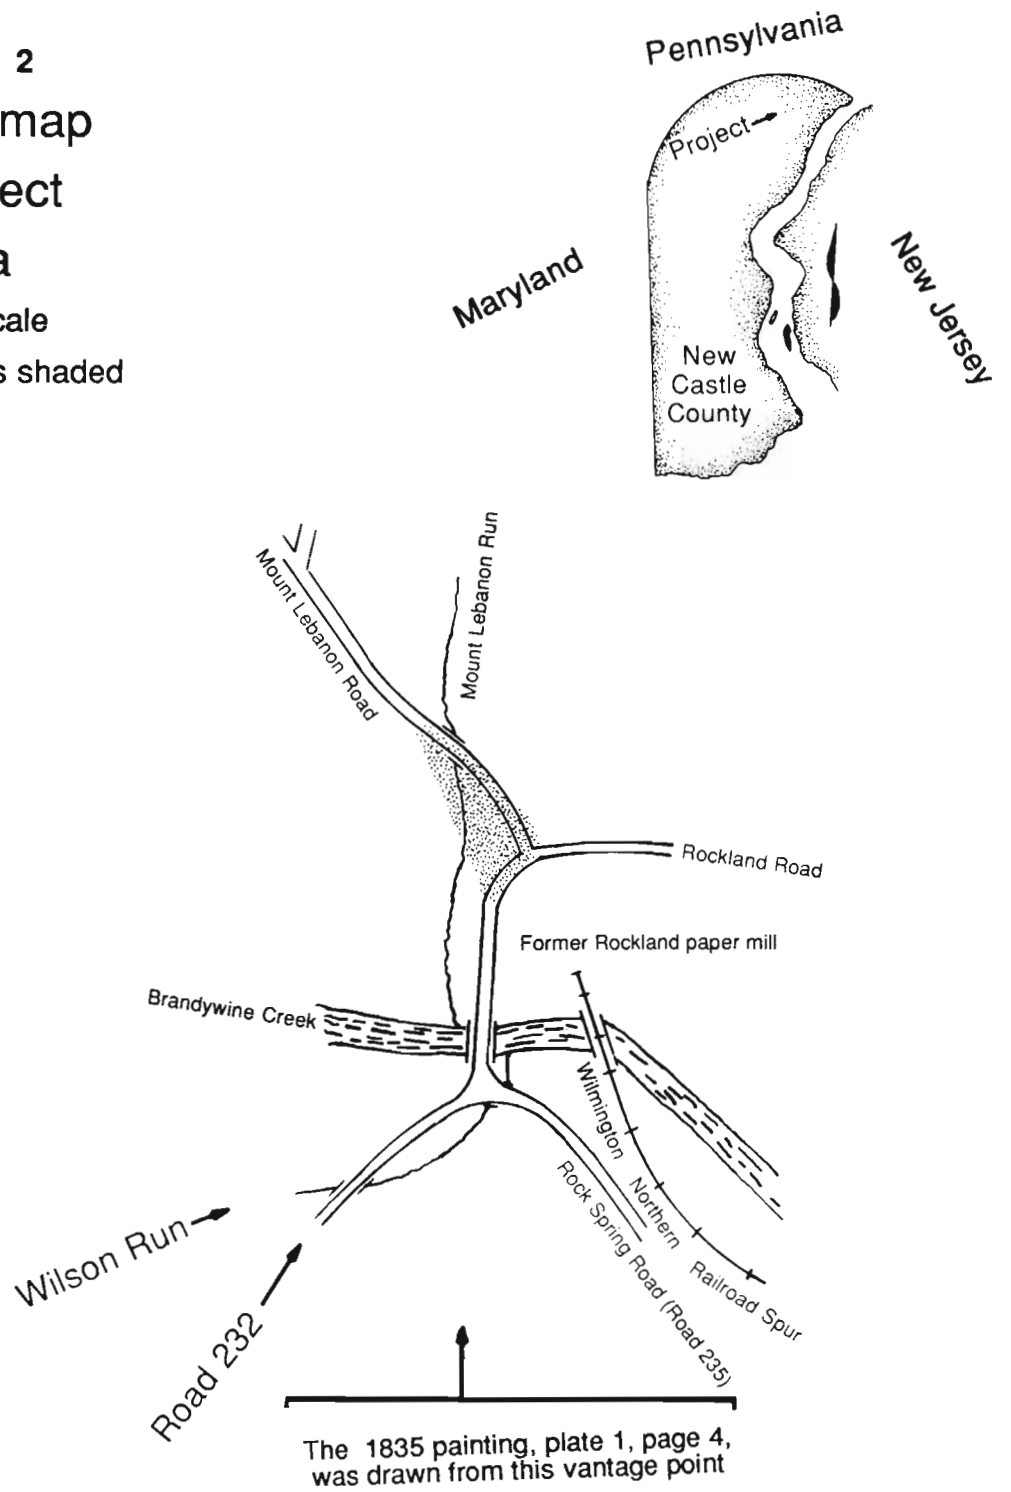 2
map
ect
a
cale
s shaded
Pennsylvania
Project
Maryland
New Jersey
New
Castle
County
Mount Lebanon Run
Mount Lebanon Road
Rockland Road
Former Rockland paper mill
Brandywine Creek
Wilmington Northern Railroad Spur
Rock Spring Road (Road 235)
Wilson Run
Road 232
The 1835 painting, plate 1, page 4,
was drawn from this vantage point